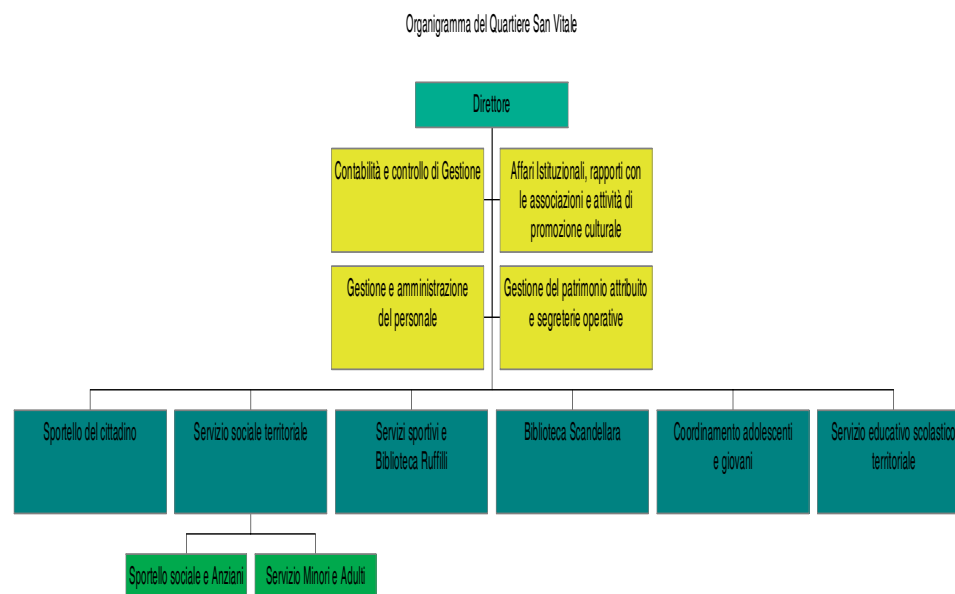 Organigramma del Quartiere San Vitale
Direttore
Contabilità e controllo di Gestione
Affari Istituzionali, rapporti con
le associazioni e attività di
promozione culturale
Gestione e amministrazione
del personale
Gestione del patrimonio attribuito
e segreterie operative
Sportello del cittadino
Servizio sociale territoriale
Servizi sportivi e
Biblioteca Ruffilli
Biblioteca Scandellara
Coordinamento adolescenti
e giovani
Servizio educativo scolastico
territoriale
Sportello sociale e Anziani
Servizio Minori e Adulti